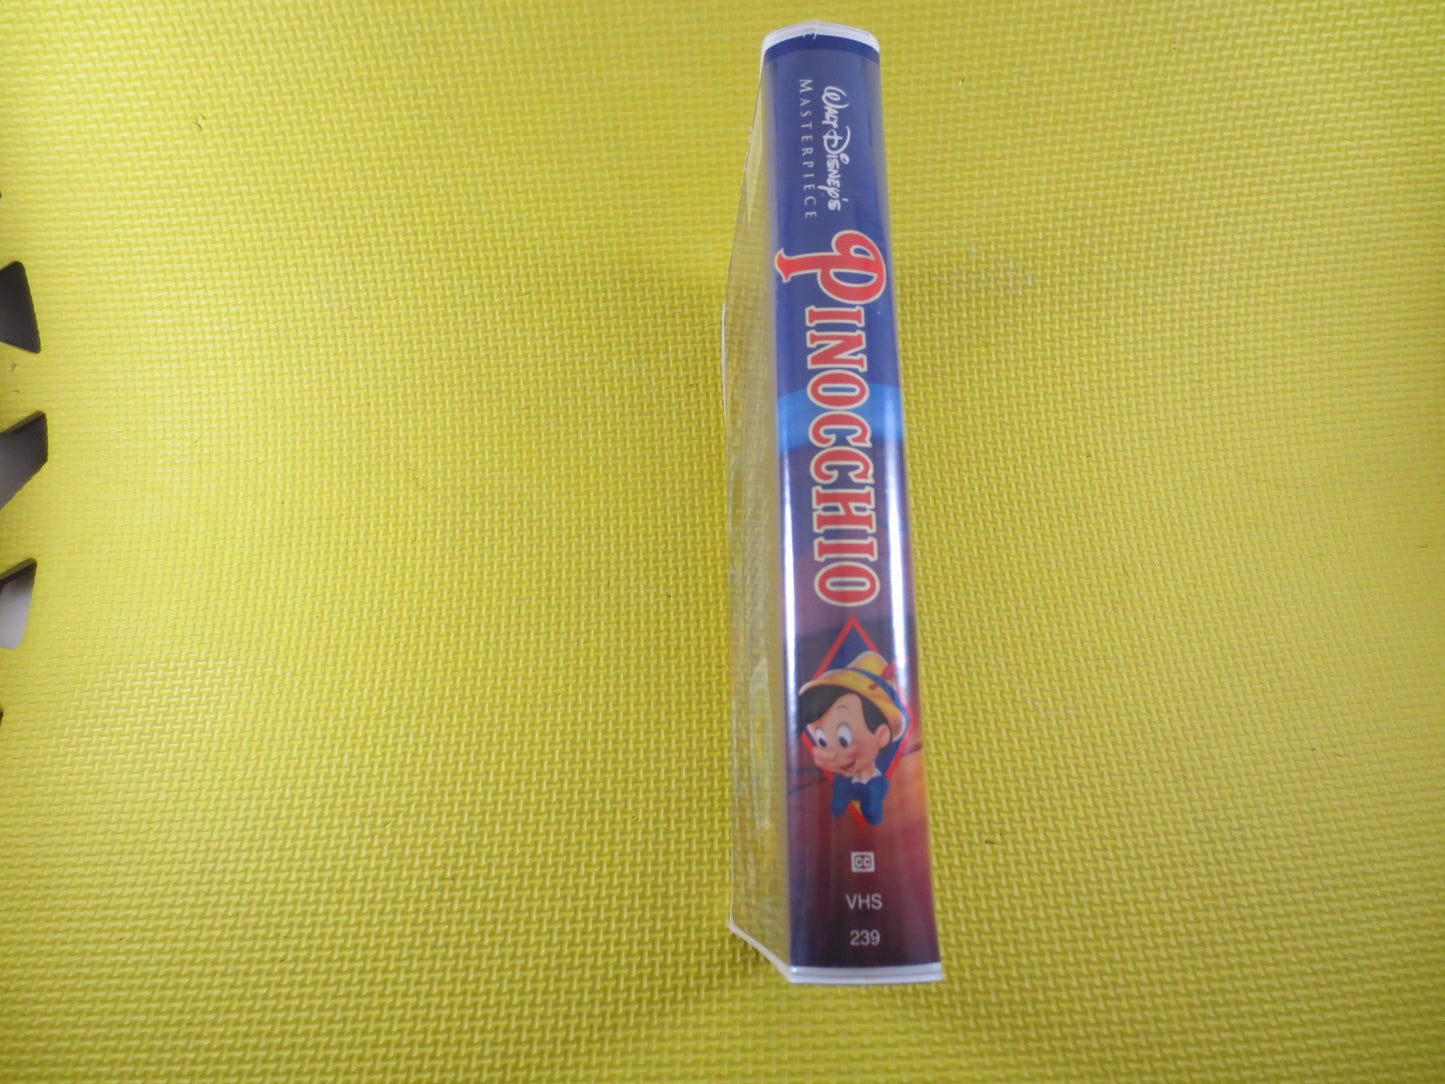 Walt Disney's
MASTERPIECE
PINOCCHIO
CC
VHS
239